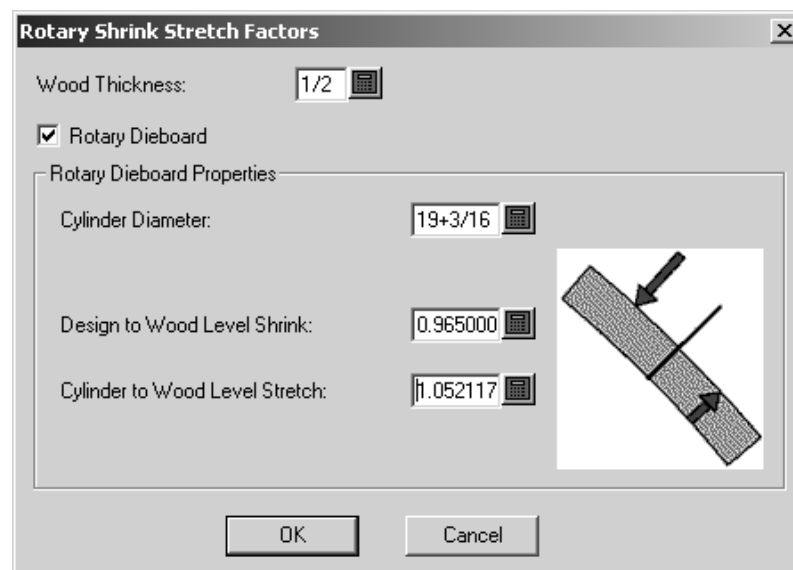 Rotary Shrink Stretch Factors
Wood Thickness: 1/2
Rotary Dieboard
Rotary Dieboard Properties
Cylinder Diameter: 19+3/16
Design to Wood Level Shrink: 0.965000
Cylinder to Wood Level Stretch: 1.052117
OK Cancel